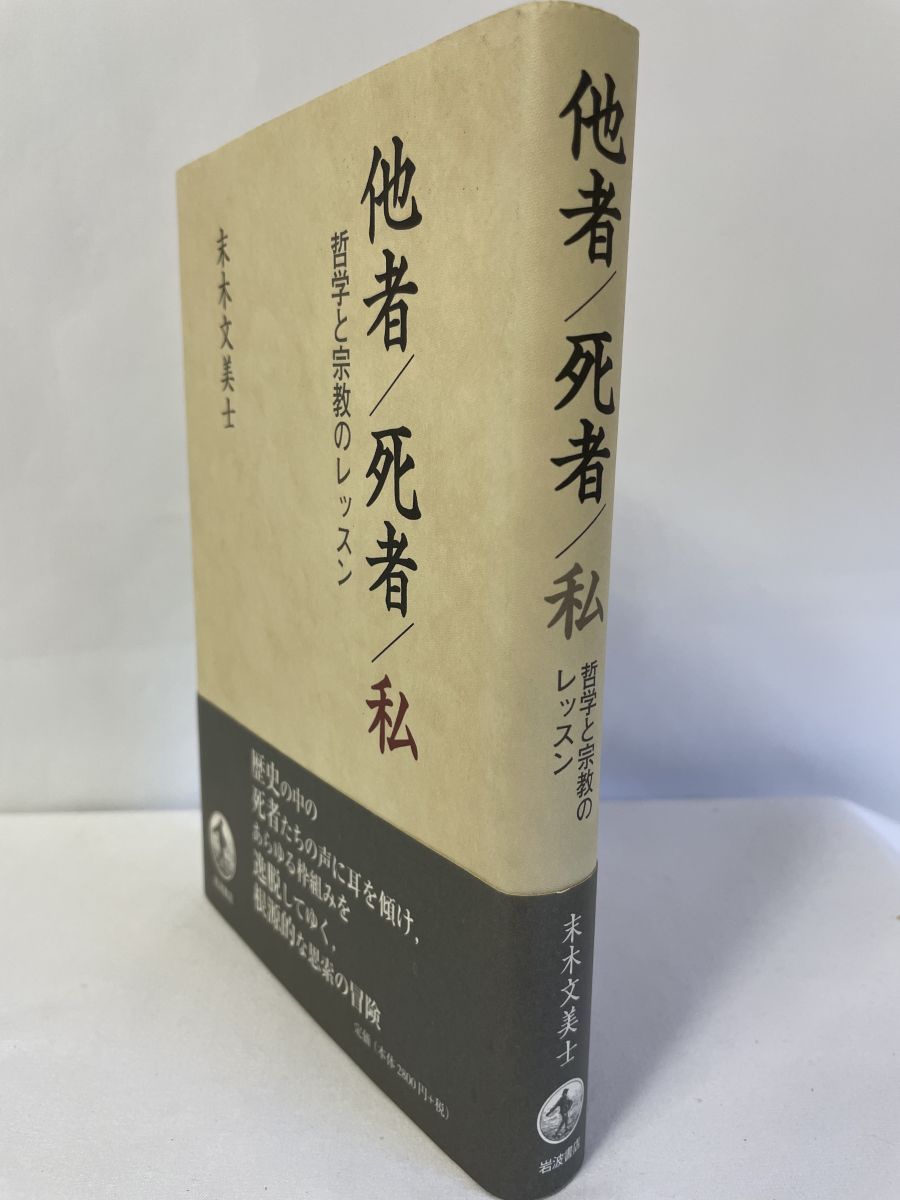 他者/死者/私
哲学と宗教のレッスン
末木文美士
歴史の中の
死者たちの声に耳を傾け,
あらゆる枠組みを
逸脱してゆく,
根源的な思索の冒険
定価(本体2800円+税)
他者/死者/私
哲学と宗教の
レッスン
末木文美士
岩波書店